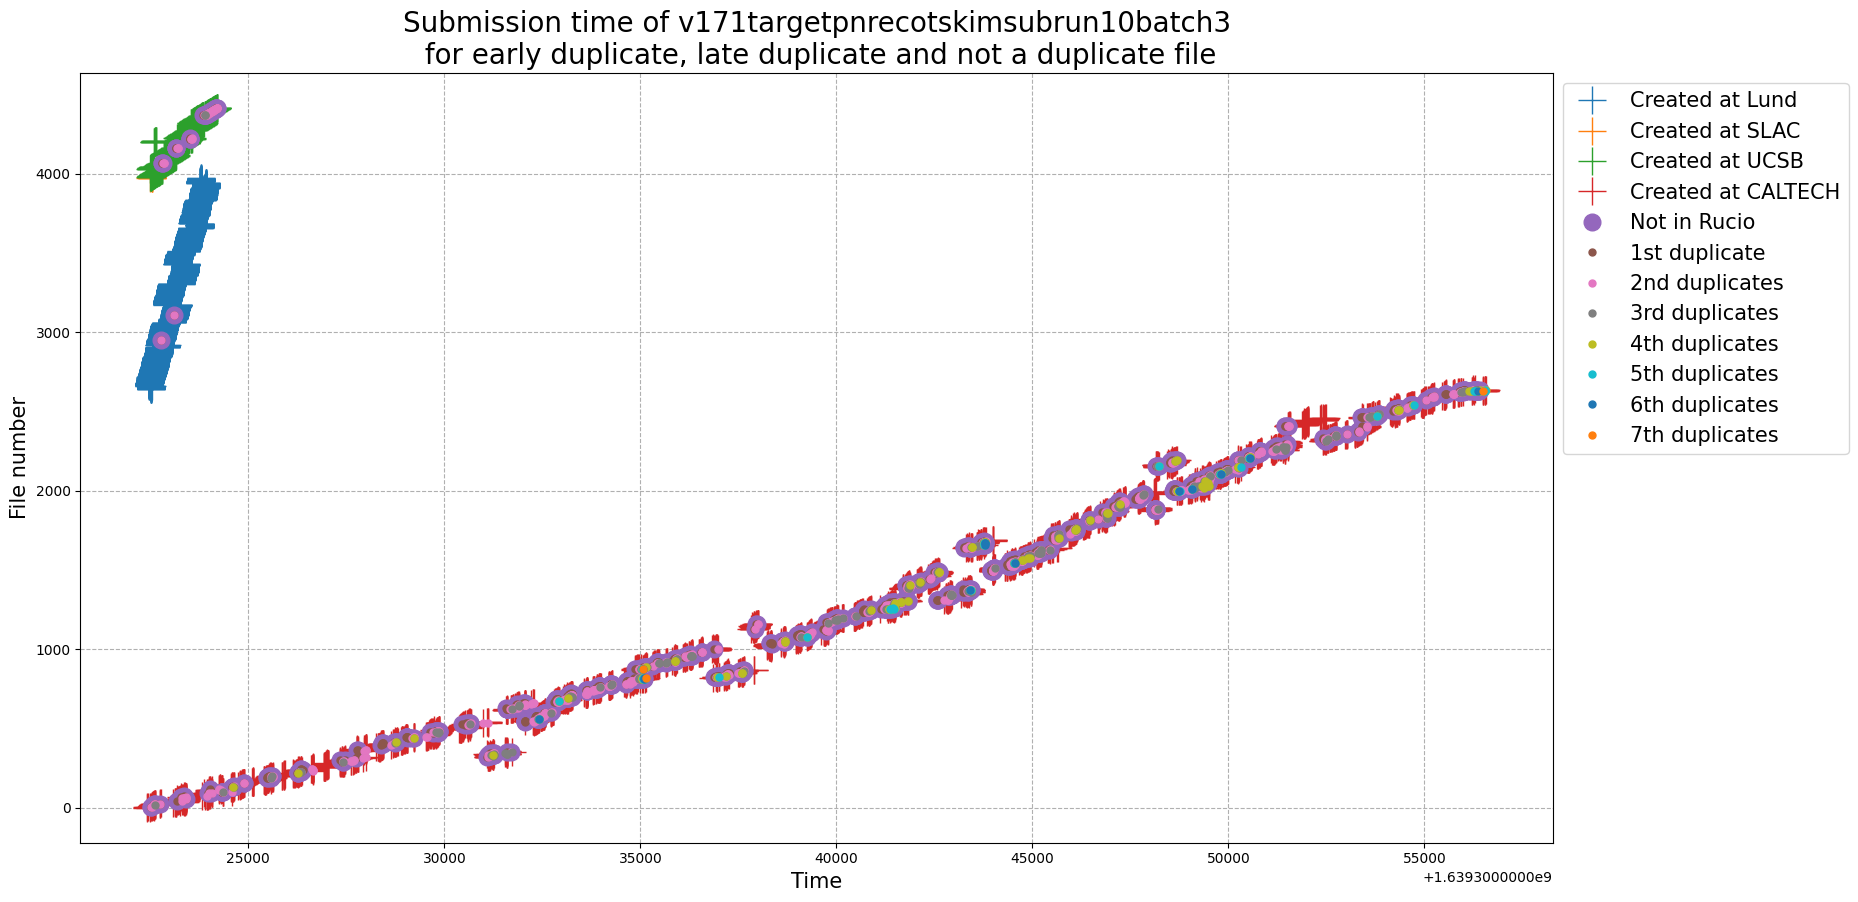 Submission time of v171targetpnrecotskimsubrun10batch3
for early duplicate, late duplicate and not a duplicate file
Created at Lund
Created at SLAC
Created at UCSB
Created at CALTECH
Not in Rucio
1st duplicate
2nd duplicates
3rd duplicates
4th duplicates
5th duplicates
6th duplicates
7th duplicates
File number
4000
3000
2000
1000
0
25000 30000 35000 40000 45000 50000 55000
Time
+1.6393000000e9